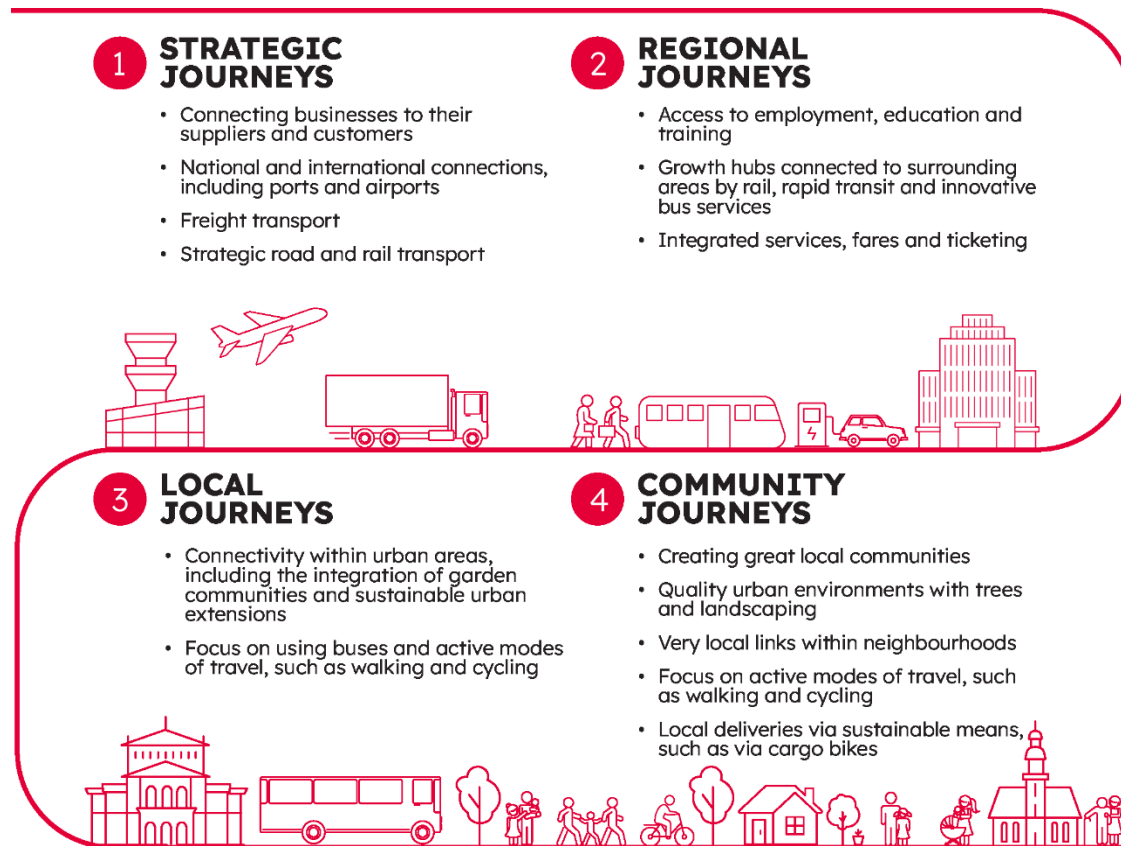 1
STRATEGIC
JOURNEYS
• Connecting businesses to their
suppliers and customers
• National and international connections,
including ports and airports
• Freight transport
• Strategic road and rail transport
2
REGIONAL
JOURNEYS
• Access to employment, education and
training
• Growth hubs connected to surrounding
areas by rail, rapid transit and innovative
bus services
• Integrated services, fares and ticketing
3
LOCAL
JOURNEYS
• Connectivity within urban areas,
including the integration of garden
communities and sustainable urban
extensions
• Focus on using buses and active modes
of travel, such as walking and cycling
4
COMMUNITY
JOURNEYS
• Creating great local communities
• Quality urban environments with trees
and landscaping
• Very local links within neighbourhoods
• Focus on active modes of travel, such
as walking and cycling
• Local deliveries via sustainable means,
such as via cargo bikes